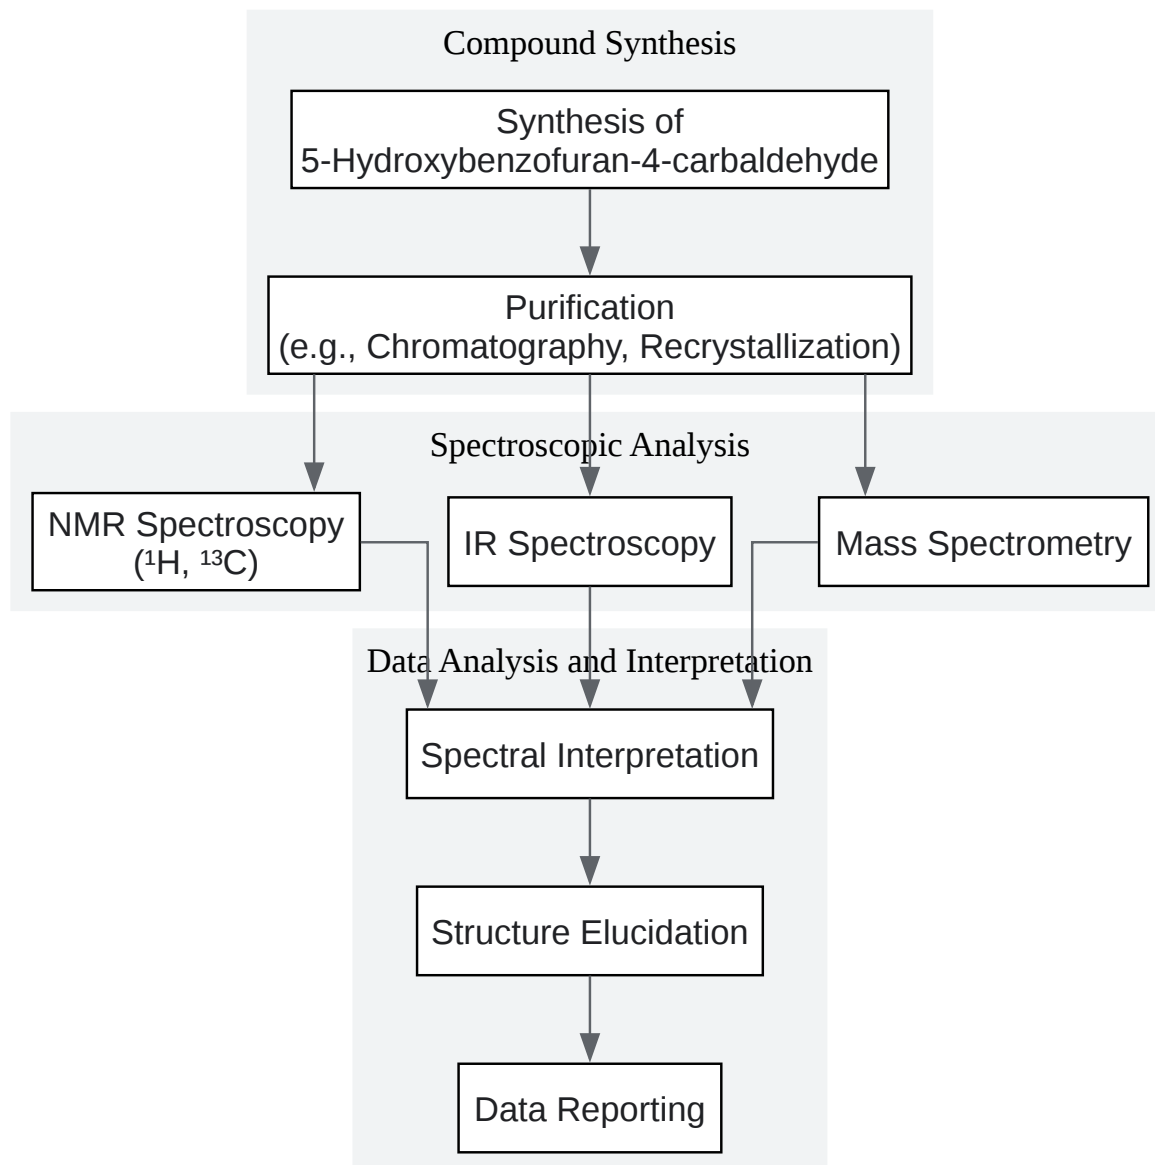 Compound Synthesis
Synthesis of
5-Hydroxybenzofuran-4-carbaldehyde
Purification
(e.g., Chromatography, Recrystallization)
Spectroscopic Analysis
NMR Spectroscopy
(¹H, ¹³C)
IR Spectroscopy
Mass Spectrometry
Data Analysis and Interpretation
Spectral Interpretation
Structure Elucidation
Data Reporting